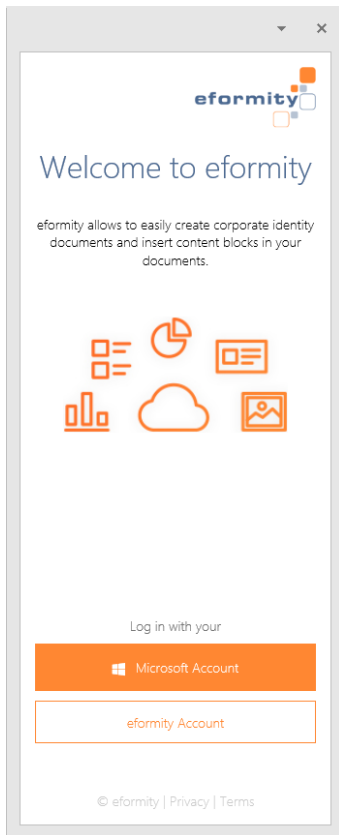 eformity
Welcome to eformity
eformity allows to easily create corporate identity
documents and insert content blocks in your
documents.
Log in with your
Microsoft Account
eformity Account
© eformity | Privacy | Terms